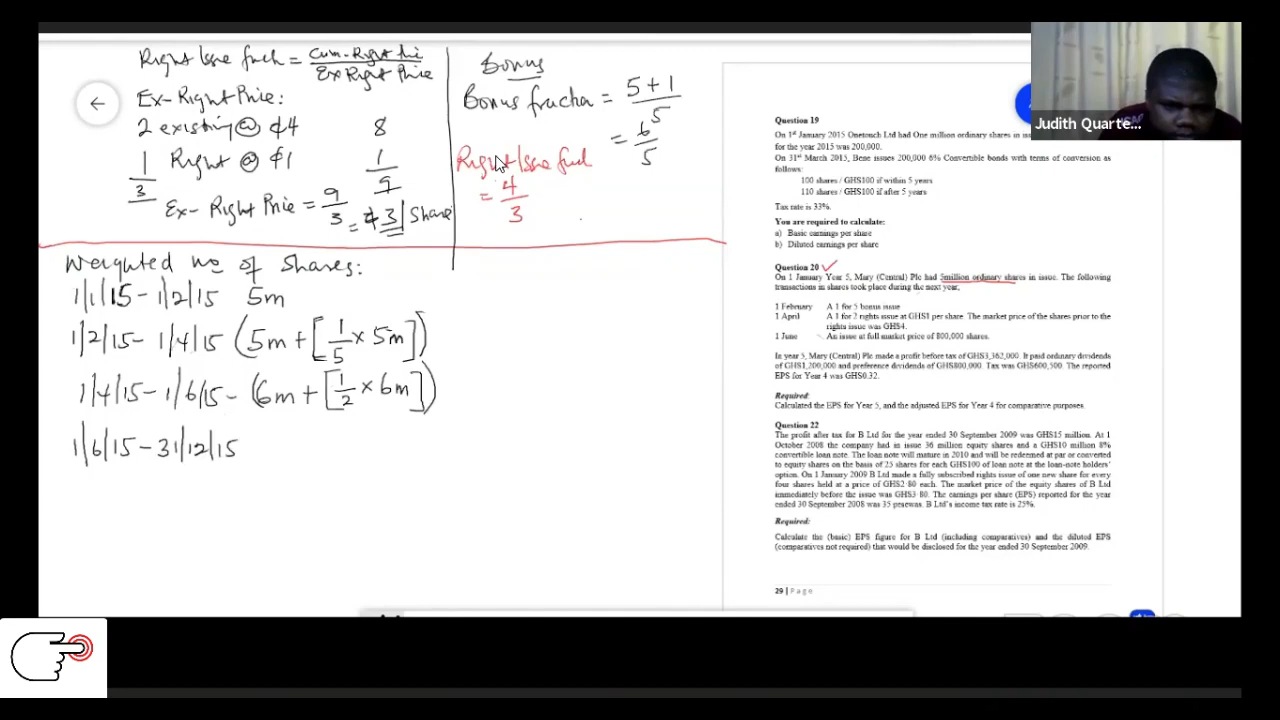 Right Issue fuch = Cum-Right Price
Ex Right Price
Ex-Right Price:
2 existing @ ¢4 8
1 Right @ ¢1 1
3 9
Ex-Right Price = 9/3 = ¢3/Share
Bonus
Bonus fraction = 5+1
5
= 6/5
Right Issue fuch
= 4/3
Weighted no of Shares:
1/1/15 - 1/2/15 5m
1/2/15 - 1/4/15 (5m + [1/5 × 5m])
1/4/15 - 1/6/15 - (6m + [1/2 × 6m])
1/6/15 - 31/12/15
Judith Quarte...
Question 19
On 1st January 2015 Onetouch Ltd had One million ordinary shares in
for the year 2015 was 200,000.
On 31st March 2015, Bene issues 200,000 6% Convertible bonds with terms of conversion as
follows:
100 shares / GHS100 if within 5 years
110 shares / GHS100 if after 5 years
Tax rate is 33%.
You are required to calculate:
a) Basic earnings per share
b) Diluted earnings per share
Question 20
On 1 January Year 5, Mary (Central) Plc had 5million ordinary shares in issue. The following
transactions in shares took place during the next year,
1 February A 1 for 5 bonus issue
1 April A 1 for 2 rights issue at GHS1 per share. The market price of the shares prior to the
rights issue was GHS4.
1 June An issue at full market price of 800,000 shares.
In year 5, Mary (Central) Plc made a profit before tax of GHS3,362,000. It paid ordinary dividends
of GHS1,200,000 and preference dividends of GHS800,000. Tax was GHS600,500. The reported
EPS for Year 4 was GHS0.32.
Required:
Calculated the EPS for Year 5, and the adjusted EPS for Year 4 for comparative purposes.
Question 22
The profit after tax for B Ltd for the year ended 30 September 2009 was GHS15 million. At 1
October 2008 the company had in issue 36 million equity shares and a GHS10 million 8%
convertible loan note. The loan note will mature in 2010 and will be redeemed at par or converted
to equity shares on the basis of 25 shares for each GHS100 of loan note at the loan-note holders'
option. On 1 January 2009 B Ltd made a fully subscribed rights issue of one new share for every
four shares held at a price of GHS2·80 each. The market price of the equity shares of B Ltd
immediately before the issue was GHS3·80. The earnings per share (EPS) reported for the year
ended 30 September 2008 was 35 pesewas. B Ltd's income tax rate is 25%.
Required:
Calculate the (basic) EPS figure for B Ltd (including comparatives) and the diluted EPS
(comparatives not required) that would be disclosed for the year ended 30 September 2009.
29 | Page